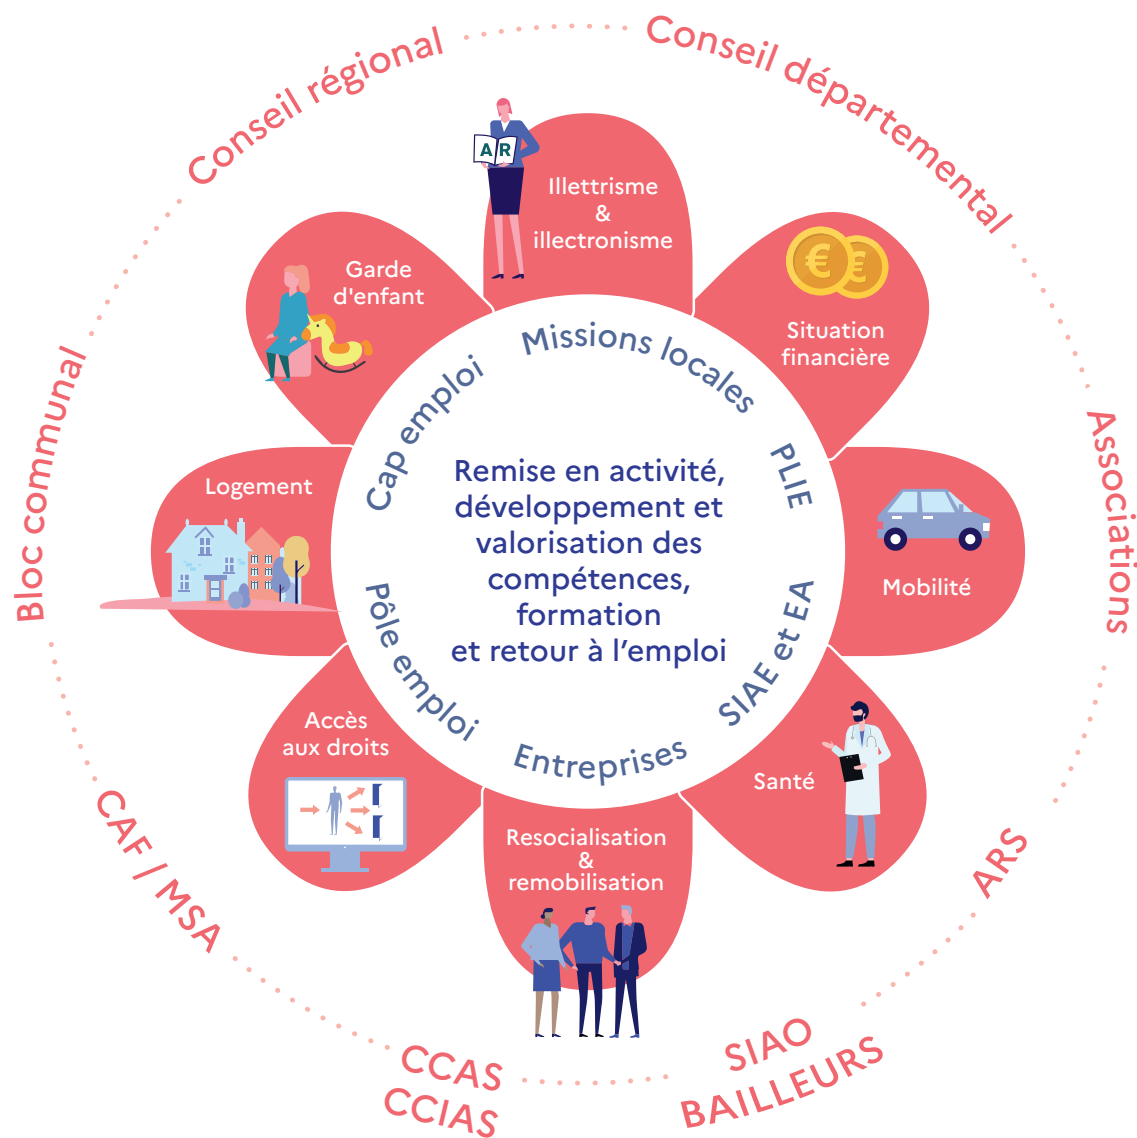 Conseil régional
Conseil départemental
Associations
ARS
SIAO
BAILLEURS
CCAS
CCIAS
CAF / MSA
Bloc communal
A R
Illettrisme
&
illectronisme
€ €
Situation
financière
Mobilité
Santé
Resocialisation
&
remobilisation
Accès
aux droits
Logement
Garde
d'enfant
Missions locales
PLIE
SIAE et EA
Entreprises
Pôle emploi
Cap emploi
Remise en activité,
développement et
valorisation des
compétences,
formation
et retour à l’emploi